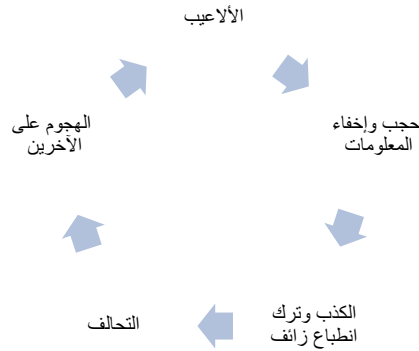 الألاعيب
حجب وإخفاء
المعلومات
الكذب وترك
انطباع زائف
التحالف
الهجوم على
الآخرين